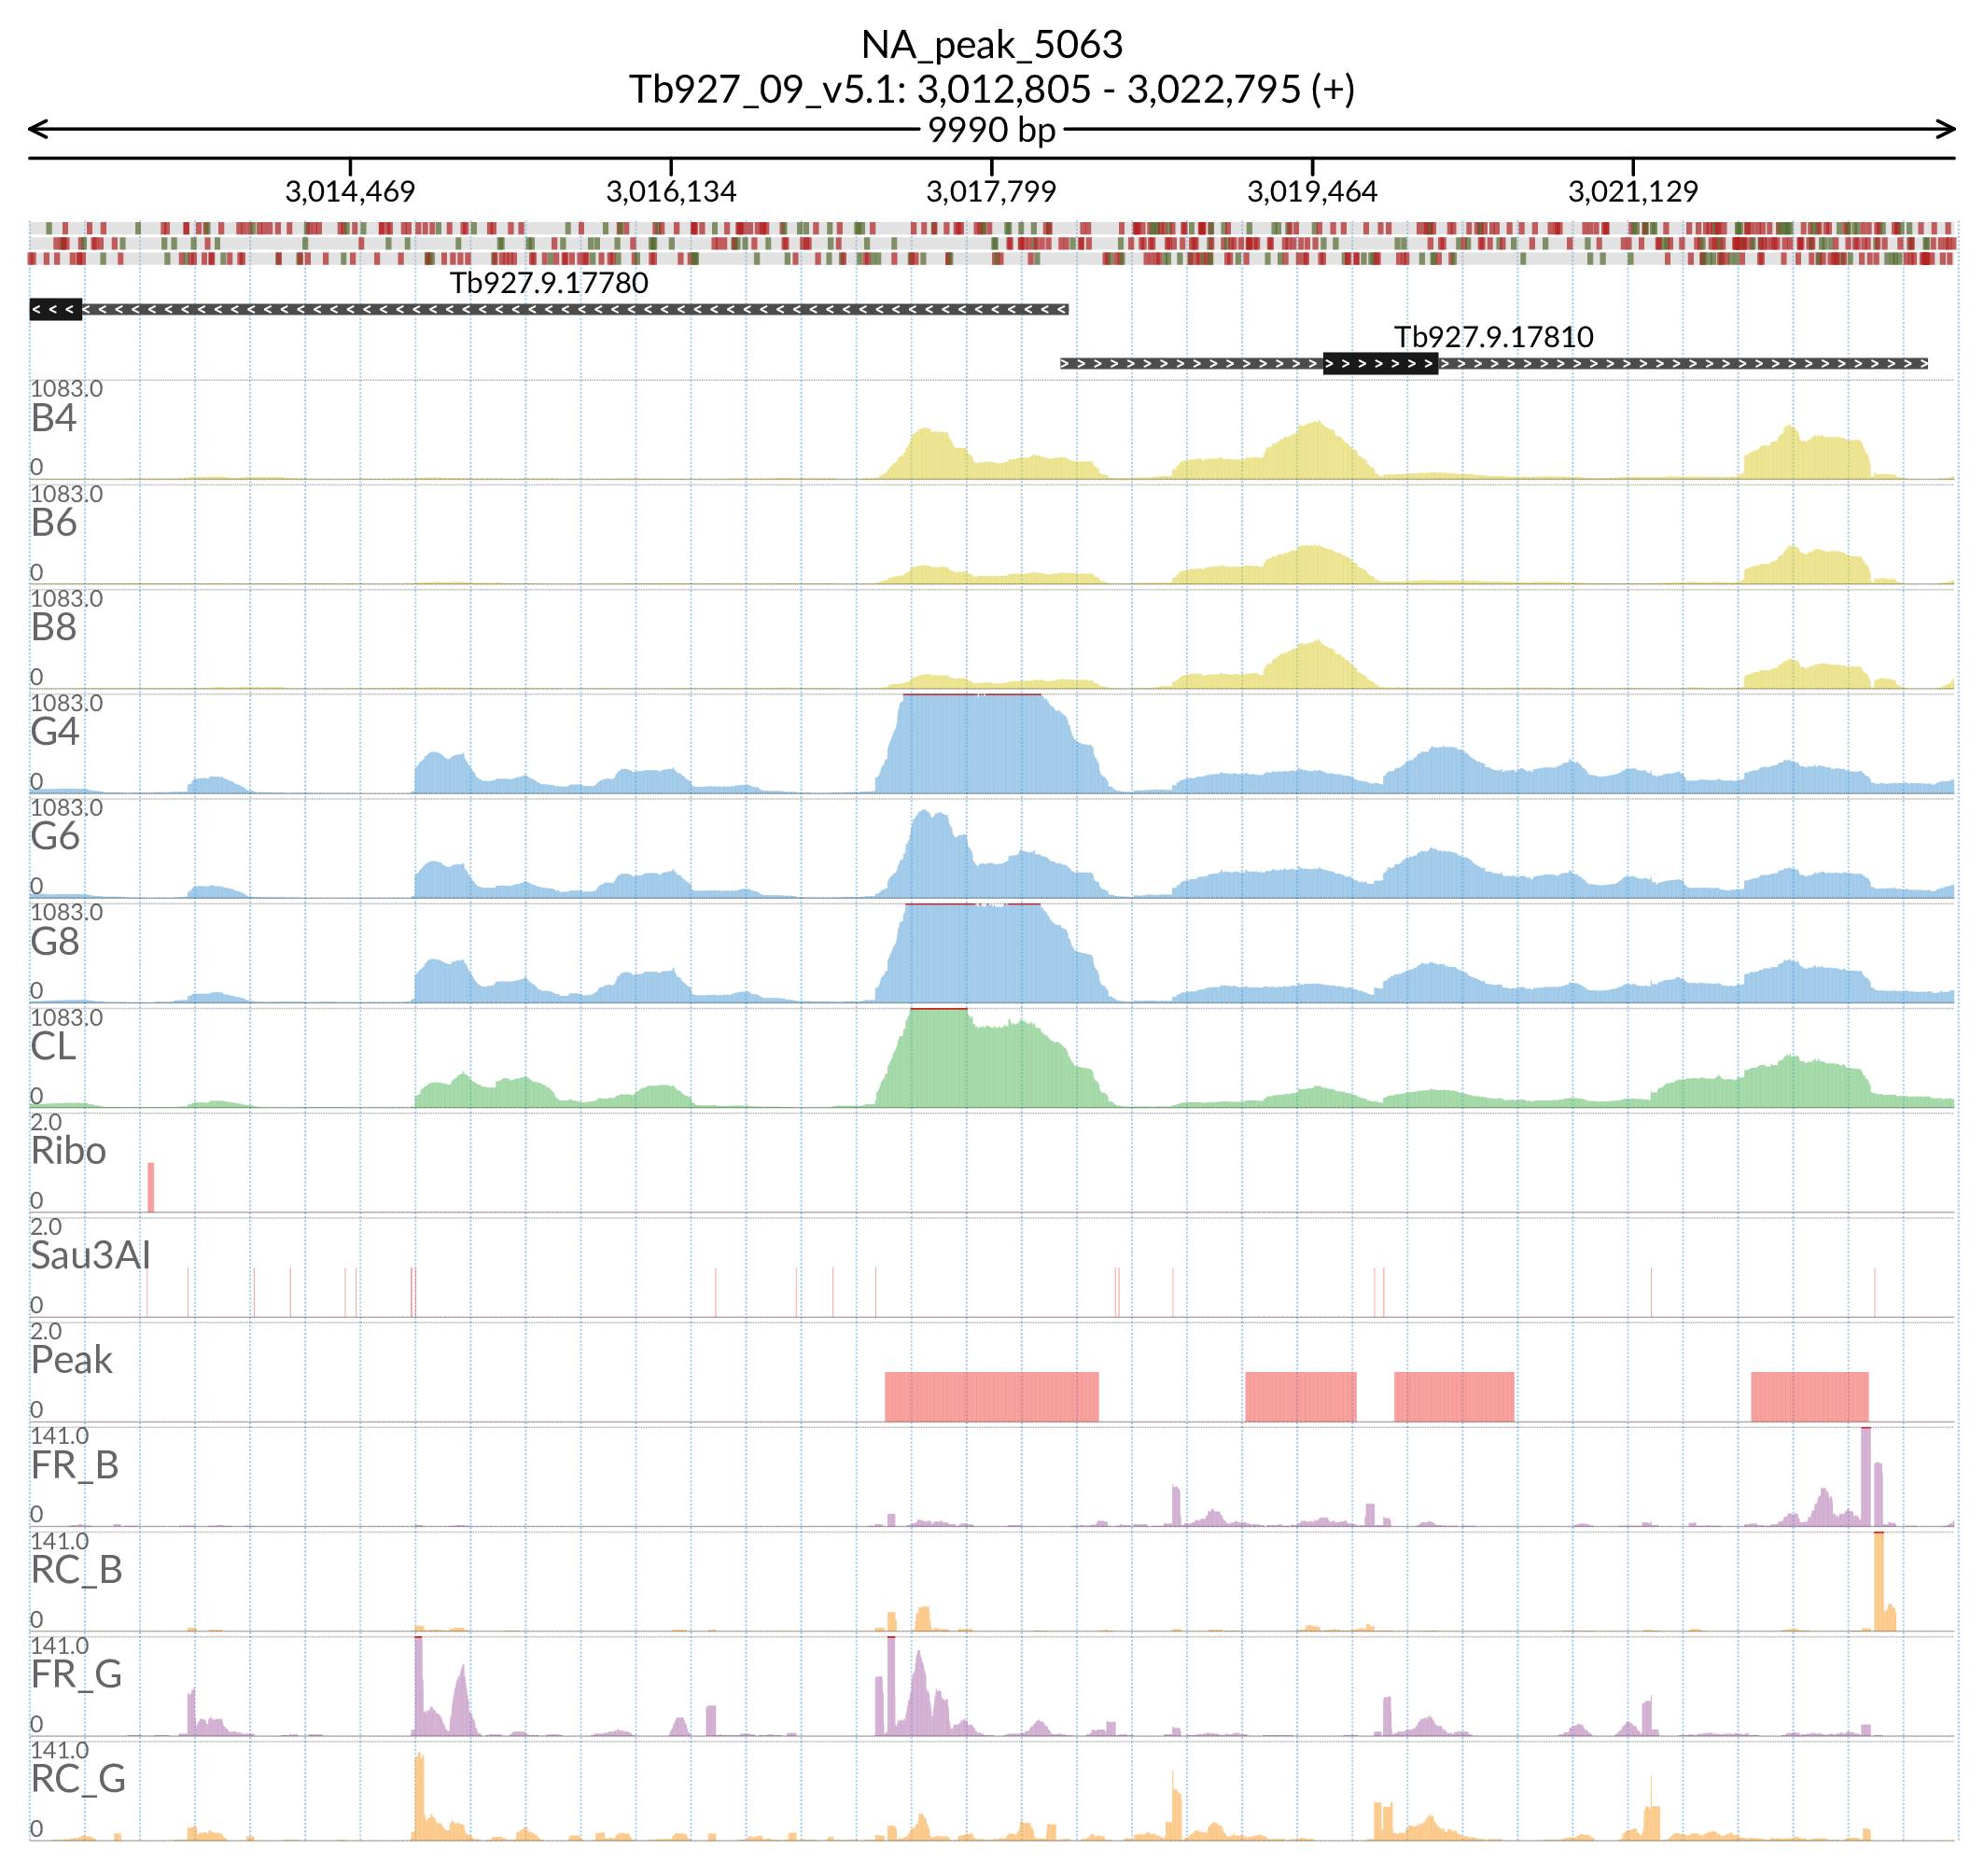 NA_peak_5063
Tb927_09_v5.1: 3,012,805 - 3,022,795 (+)
9990 bp
3,014,469 3,016,134 3,017,799 3,019,464 3,021,129
Tb927.9.17780
Tb927.9.17810
1083.0
B4
0
1083.0
B6
0
1083.0
B8
0
1083.0
G4
0
1083.0
G6
0
1083.0
G8
0
1083.0
CL
0
2.0
Ribo
0
2.0
Sau3AI
0
2.0
Peak
0
141.0
FR_B
0
141.0
RC_B
0
141.0
FR_G
0
141.0
RC_G
0